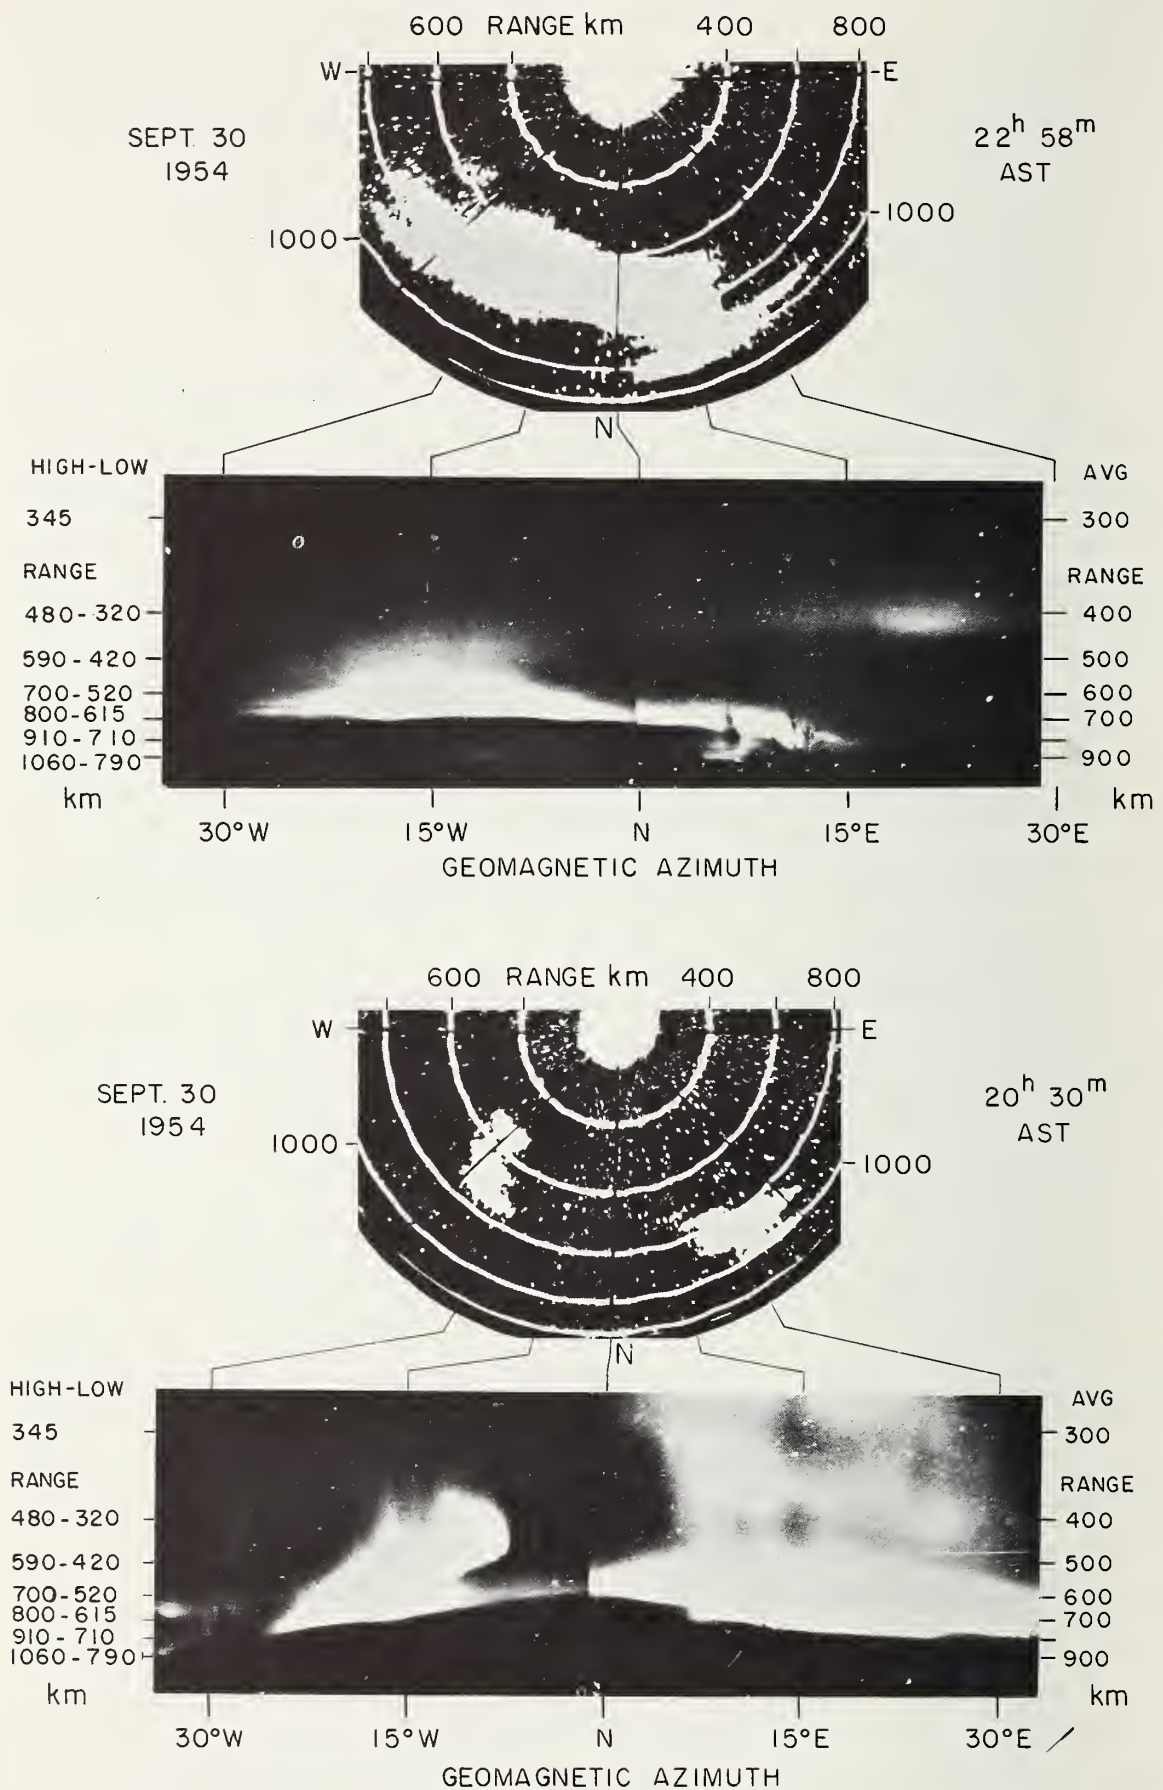 600 RANGE km 400 800
W E
SEPT. 30
1954
22h 58m
AST
1000
1000
N
HIGH-LOW
AVG
345
300
RANGE
RANGE
480-320
400
590-420
500
700-520
600
800-615
700
910-710
1060-790
900
km
km
30°W 15°W N 15°E 30°E
GEOMAGNETIC AZIMUTH
600 RANGE km 400 800
W E
SEPT. 30
1954
20h 30m
AST
1000
1000
N
HIGH-LOW
AVG
345
300
RANGE
RANGE
480-320
400
590-420
500
700-520
600
800-615
700
910-710
1060-790
900
km
km
30°W 15°W N 15°E 30°E
GEOMAGNETIC AZIMUTH